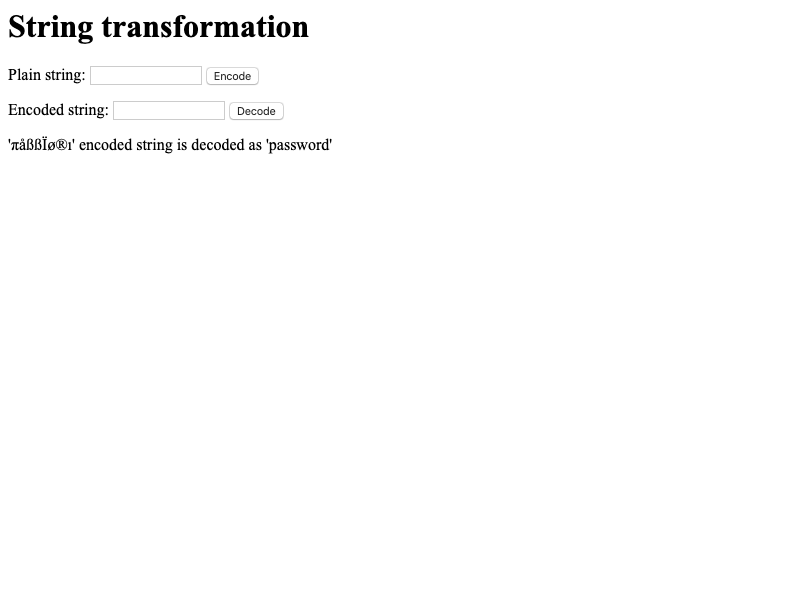 String transformation
Plain string: Encode
Encoded string: Decode
'πåßßÏø®ı' encoded string is decoded as 'password'